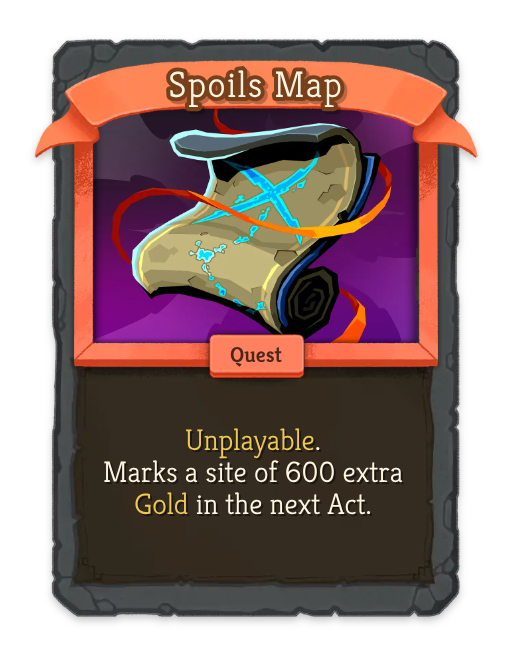 Spoils Map
Quest
Unplayable.
Marks a site of 600 extra
Gold in the next Act.